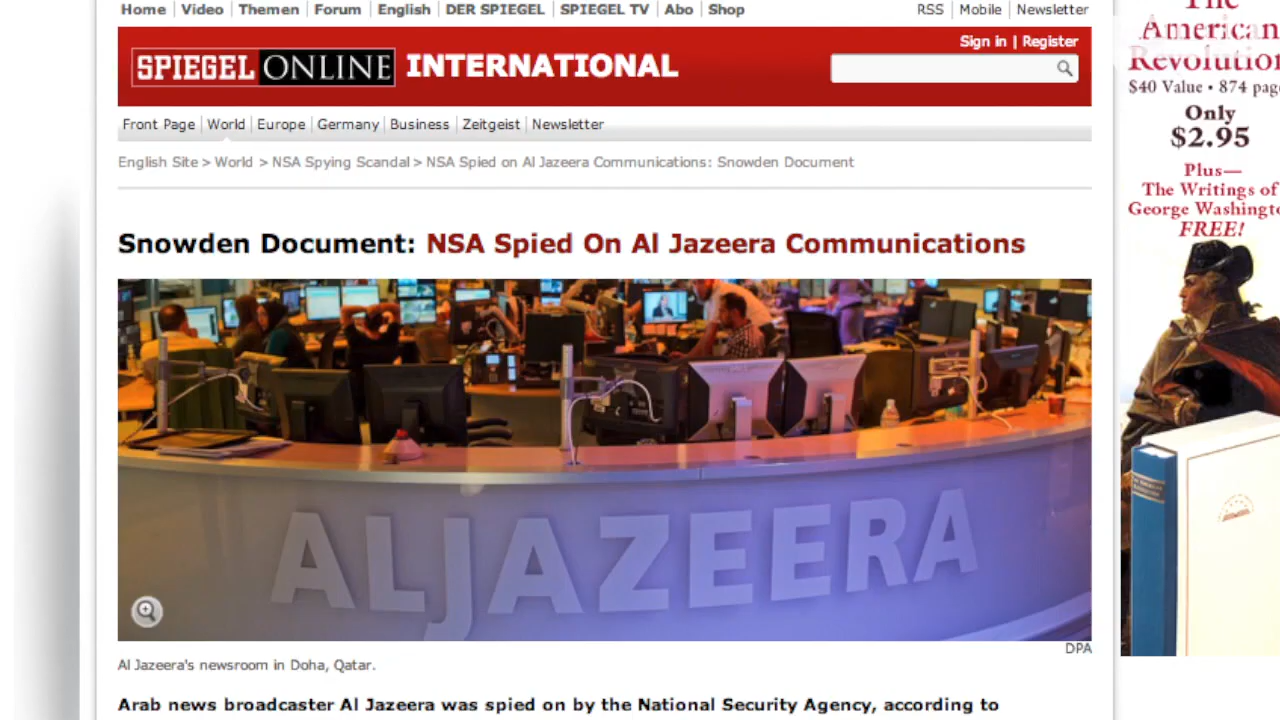 Home Video Themen Forum English DER SPIEGEL SPIEGEL TV Abo Shop
RSS Mobile Newsletter
Sign in | Register
SPIEGEL ONLINE INTERNATIONAL
Front Page World Europe Germany Business Zeitgeist Newsletter
English Site > World > NSA Spying Scandal > NSA Spied on Al Jazeera Communications: Snowden Document
Snowden Document: NSA Spied On Al Jazeera Communications
ALJAZEERA
DPA
Al Jazeera's newsroom in Doha, Qatar.
Arab news broadcaster Al Jazeera was spied on by the National Security Agency, according to
The
American
Revolution
$40 Value • 874 page
Only
$2.95
Plus—
The Writings of
George Washingto
FREE!